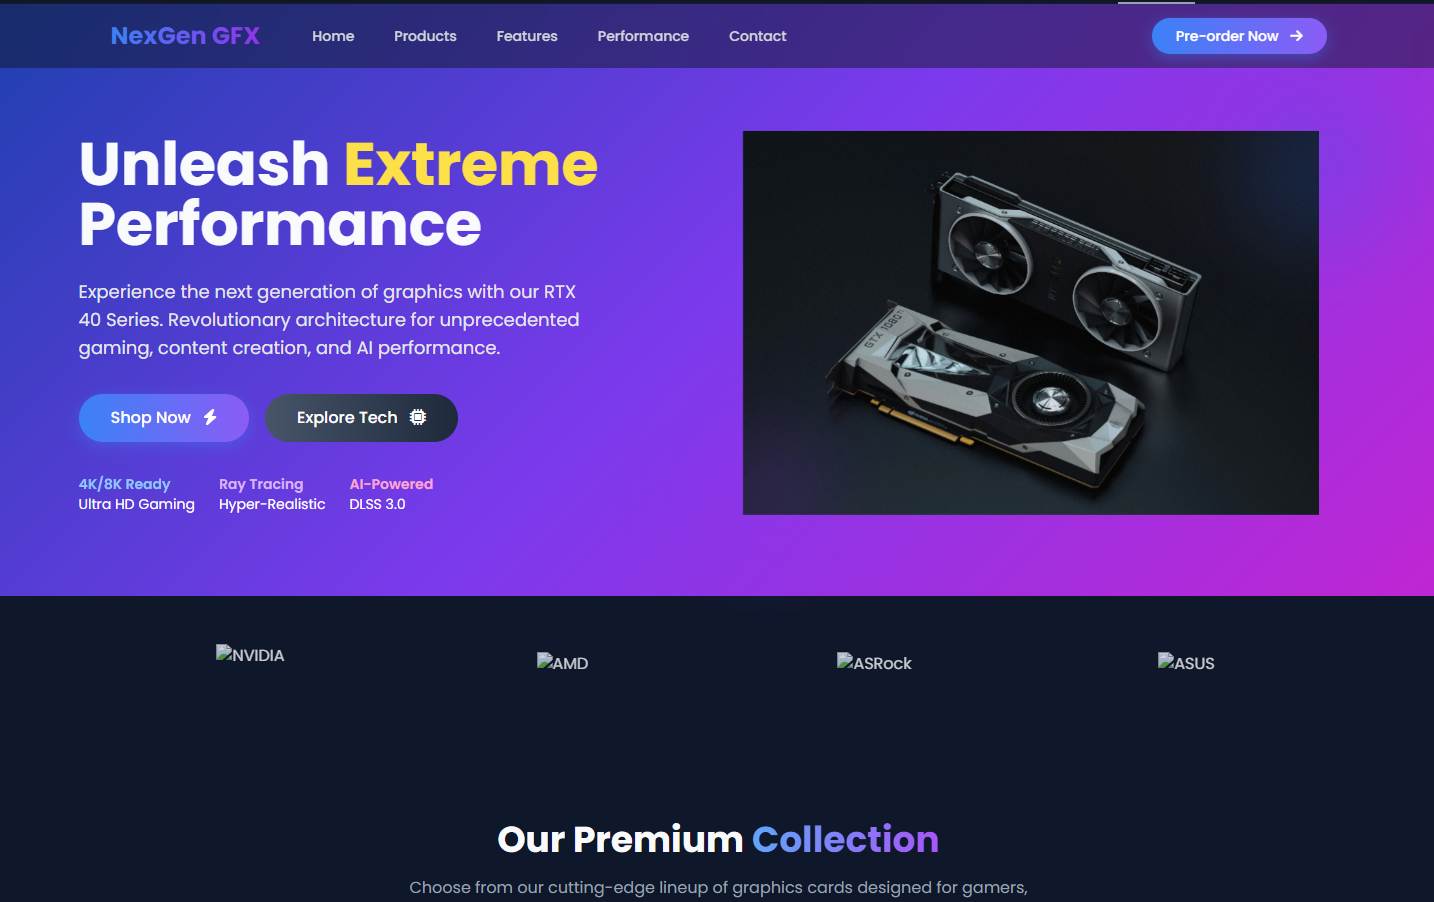 NexGen GFX
Home
Products
Features
Performance
Contact
Pre-order Now
Unleash Extreme
Performance
Experience the next generation of graphics with our RTX
40 Series. Revolutionary architecture for unprecedented
gaming, content creation, and AI performance.
Shop Now
Explore Tech
4K/8K Ready
Ultra HD Gaming
Ray Tracing
Hyper-Realistic
AI-Powered
DLSS 3.0
GTX 1080 Ti
NVIDIA
AMD
ASRock
ASUS
Our Premium Collection
Choose from our cutting-edge lineup of graphics cards designed for gamers,